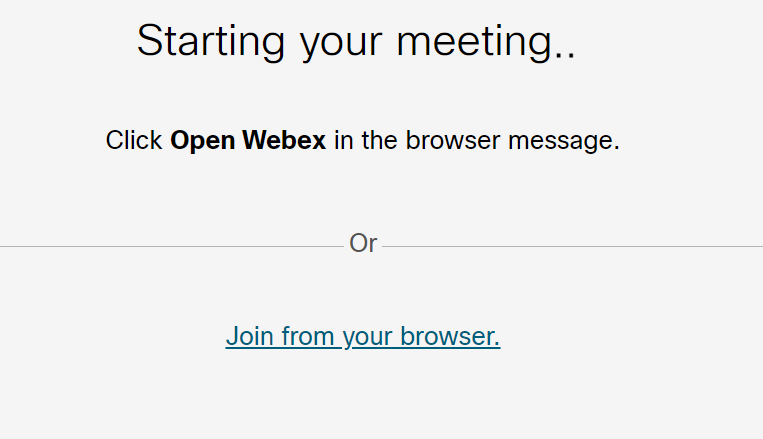 Starting your meeting..
Click Open Webex in the browser message.
Or
Join from your browser.